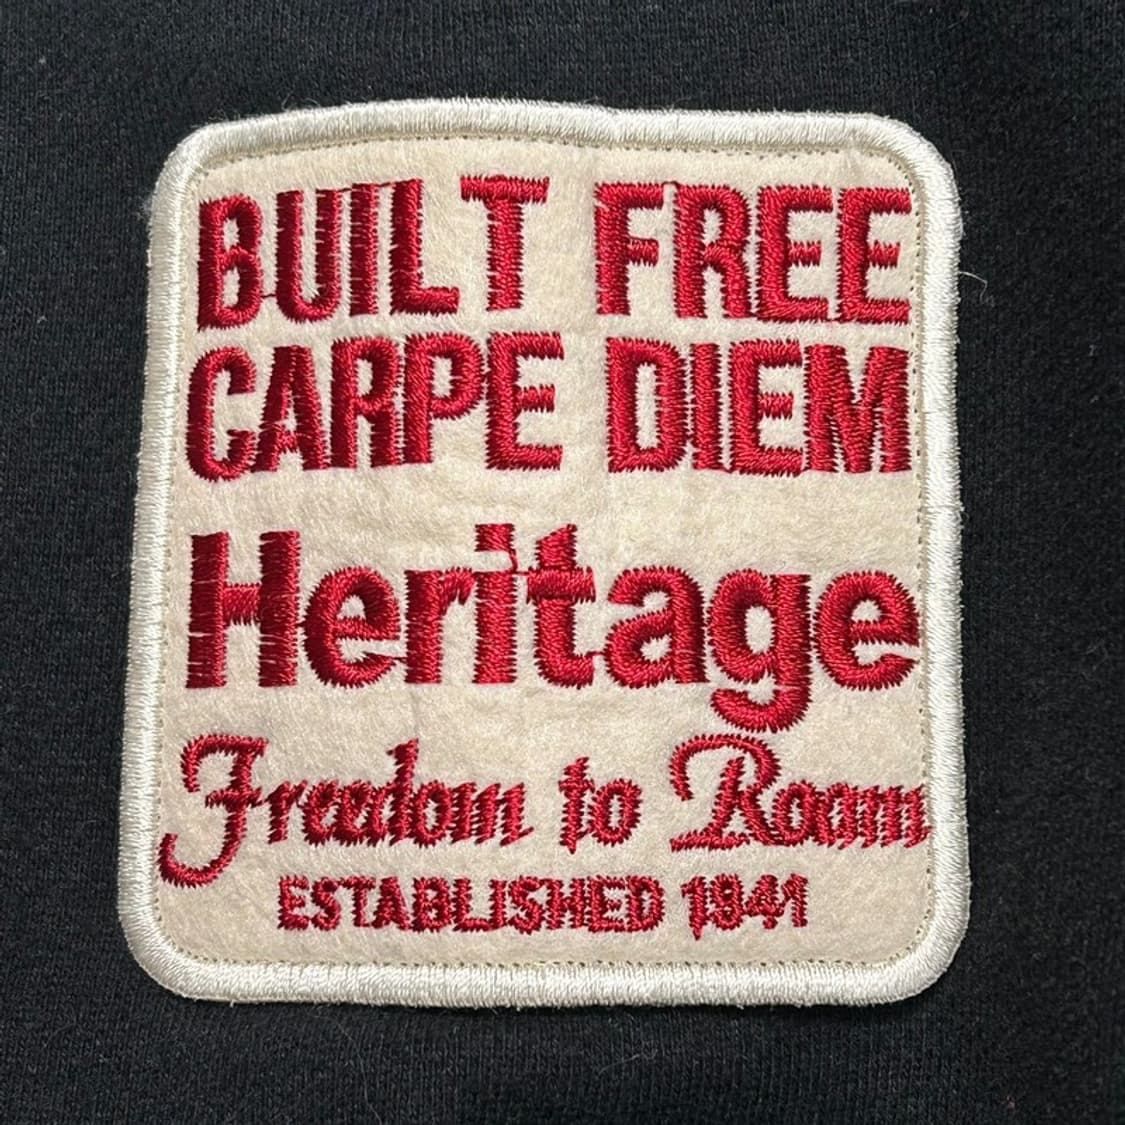 BUILT FREE
CARPE DIEM
Heritage
Freedom to Roam
ESTABLISHED 1941